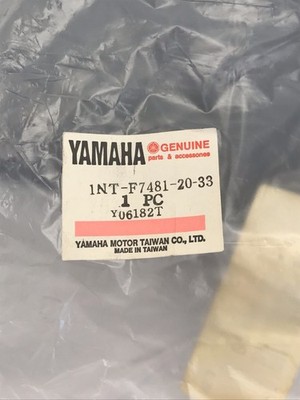 YAMAHA GENUINE
parts & accessories
1NT-F7481-20-33
1 PC
Y06182T
YAMAHA MOTOR TAIWAN CO., LTD.
MADE IN TAIWAN